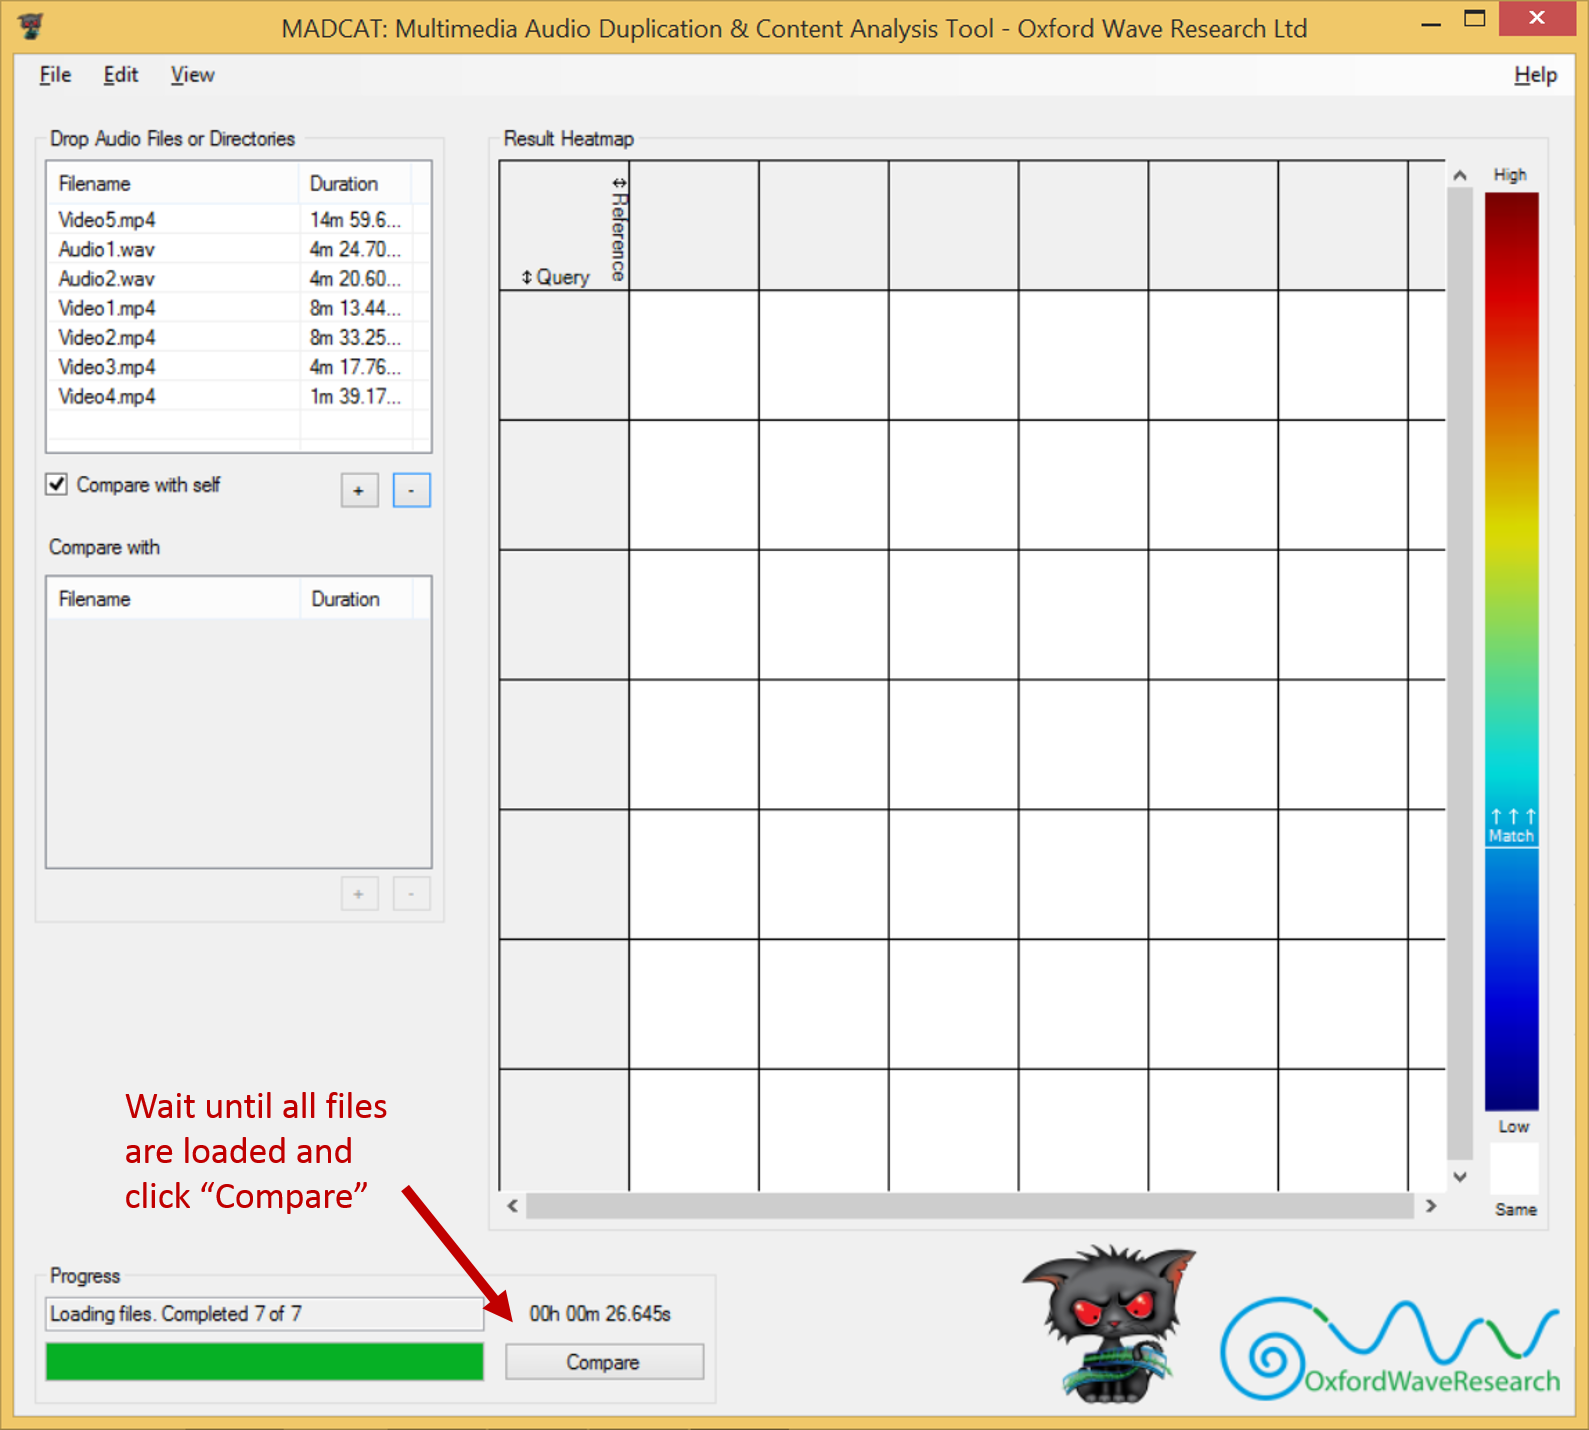 MADCAT: Multimedia Audio Duplication & Content Analysis Tool - Oxford Wave Research Ltd
File Edit View Help
Drop Audio Files or Directories
Filename Duration
Video5.mp4 14m 59.6...
Audio1.wav 4m 24.70...
Audio2.wav 4m 20.60...
Video1.mp4 8m 13.44...
Video2.mp4 8m 33.25...
Video3.mp4 4m 17.76...
Video4.mp4 1m 39.17...
Compare with self
+ -
Compare with
Filename Duration
+ -
Result Heatmap
↔ Reference
↕ Query
High
↑ ↑ ↑
Match
Low
Same
Wait until all files
are loaded and
click “Compare”
Progress
Loading files. Completed 7 of 7
00h 00m 26.645s
Compare
OxfordWaveResearch